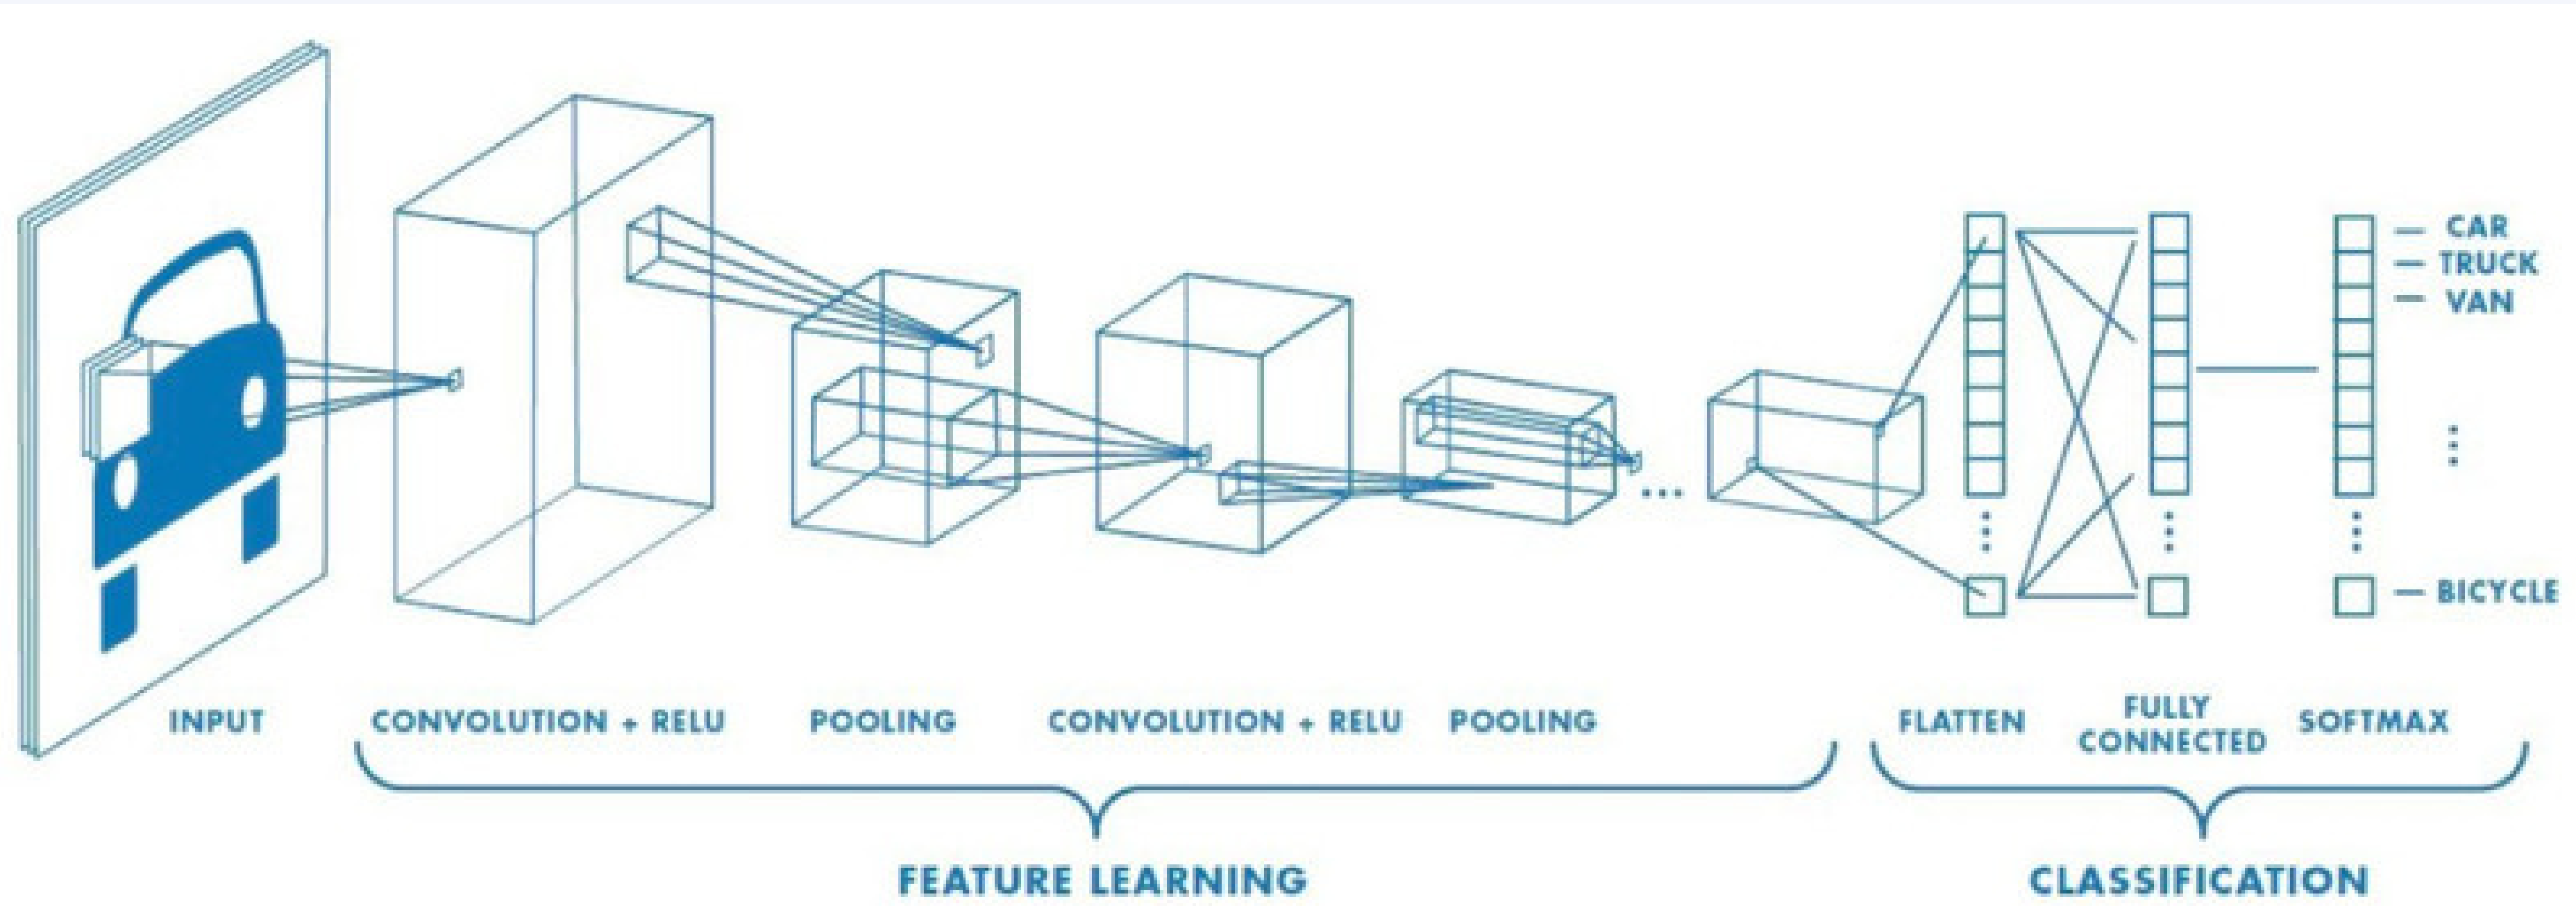 CAR
TRUCK
VAN
BICYCLE
INPUT
CONVOLUTION + RELU
POOLING
CONVOLUTION + RELU
POOLING
FLATTEN
FULLY
CONNECTED
SOFTMAX
FEATURE LEARNING
CLASSIFICATION